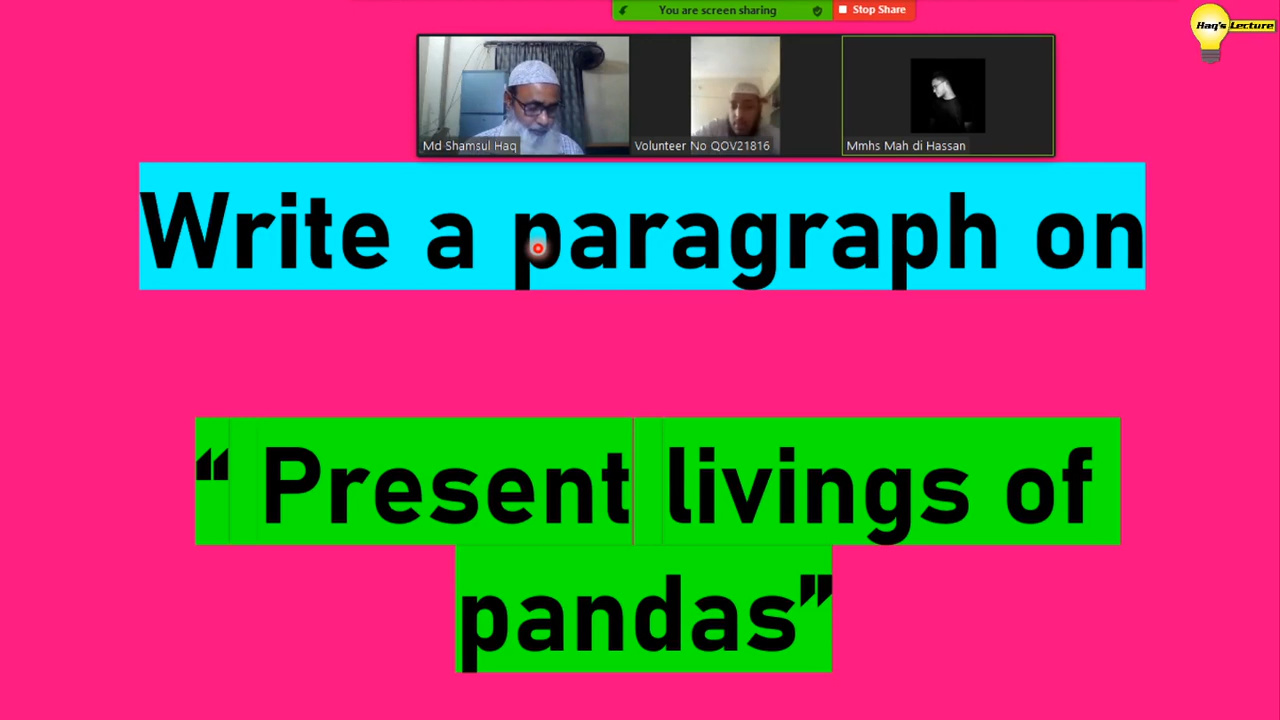 You are screen sharing
Stop Share
Haq's Lecture
Md Shamsul Haq
Volunteer No QOV21816
Mmhs Mah di Hassan
Write a paragraph on
“ Present livings of
pandas”